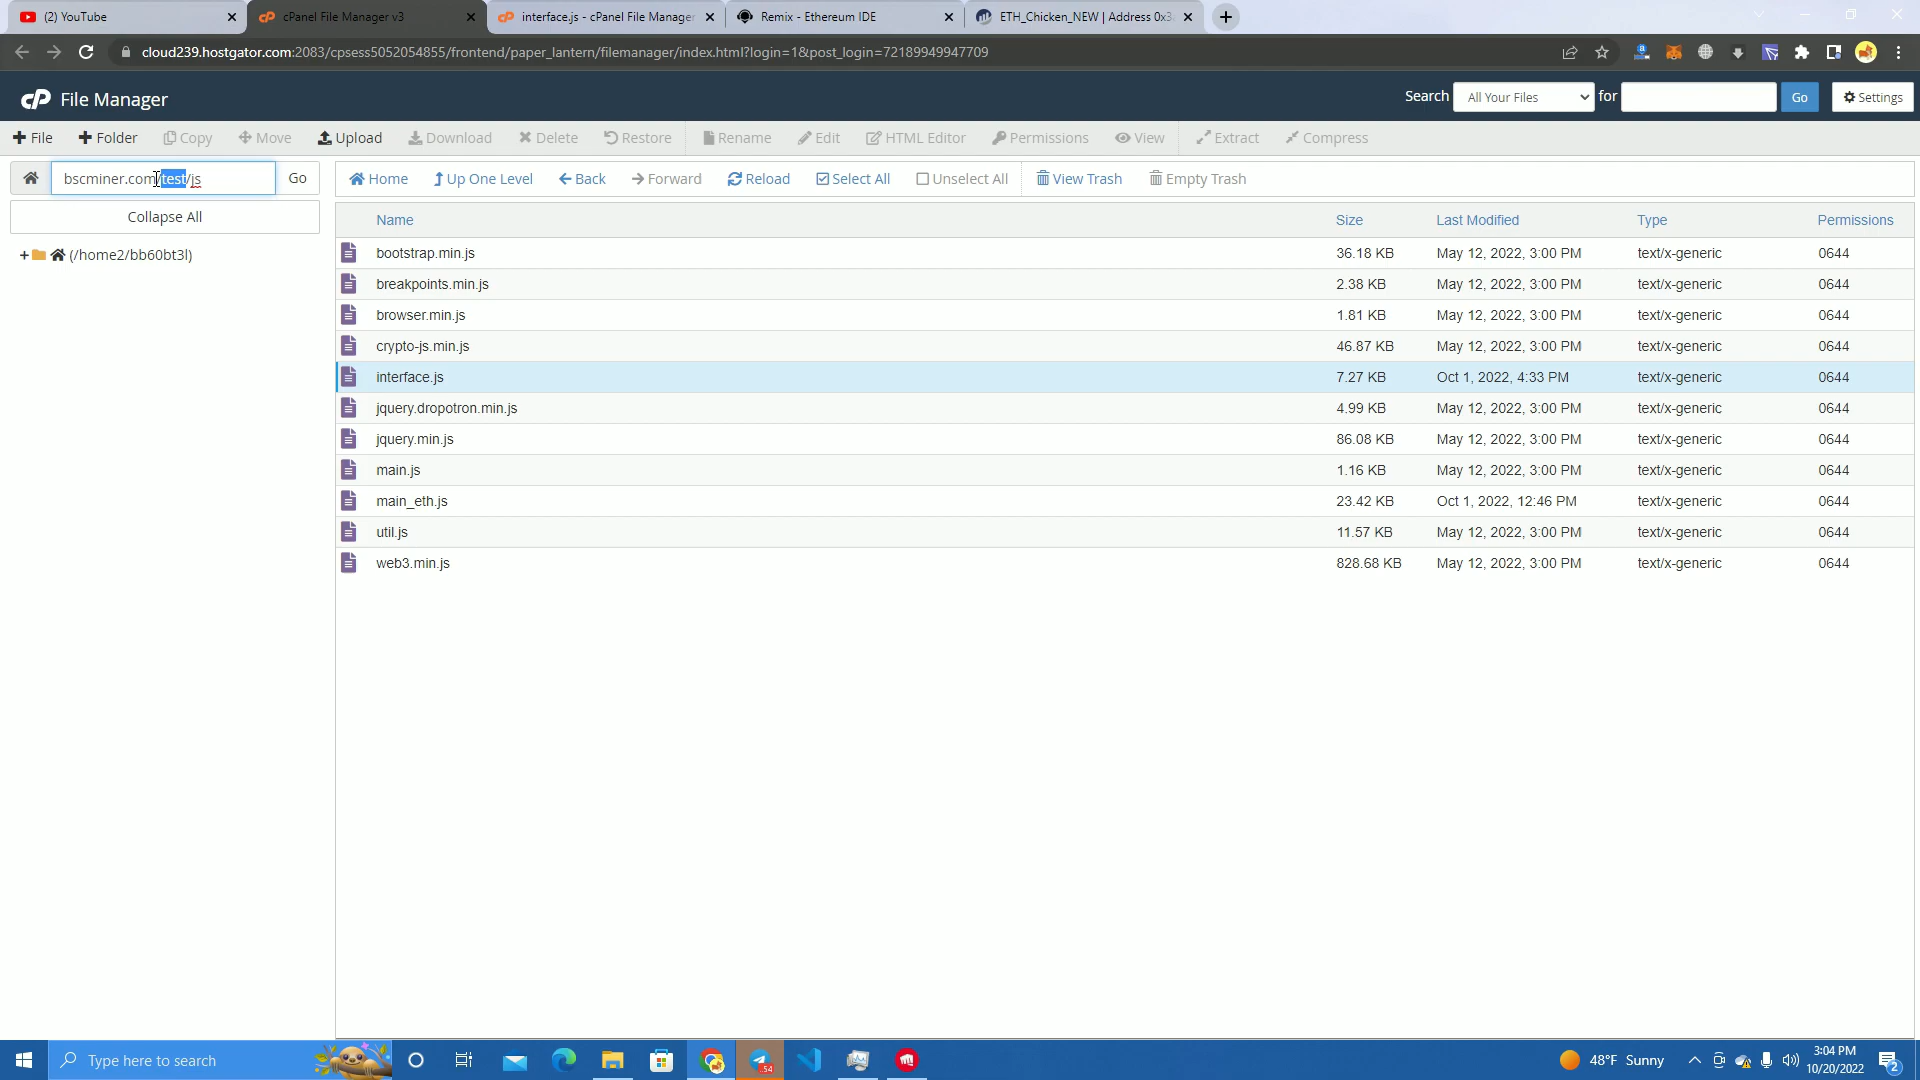 (2) YouTube
cPanel File Manager v3
interface.js - cPanel File Manager
Remix - Ethereum IDE
ETH_Chicken_NEW | Address 0x3
cloud239.hostgator.com:2083/cpsess5052054855/frontend/paper_lantern/filemanager/index.html?login=1&post_login=72189949947709
cP File Manager
Search All Your Files for Go Settings
File Folder Copy Move Upload Download Delete Restore Rename Edit HTML Editor Permissions View Extract Compress
bscminer.com/test/js Go
Home Up One Level Back Forward Reload Select All Unselect All View Trash Empty Trash
Collapse All
+ (/home2/bb60bt3l)
Name Size Last Modified Type Permissions
bootstrap.min.js 36.18 KB May 12, 2022, 3:00 PM text/x-generic 0644
breakpoints.min.js 2.38 KB May 12, 2022, 3:00 PM text/x-generic 0644
browser.min.js 1.81 KB May 12, 2022, 3:00 PM text/x-generic 0644
crypto-js.min.js 46.87 KB May 12, 2022, 3:00 PM text/x-generic 0644
interface.js 7.27 KB Oct 1, 2022, 4:33 PM text/x-generic 0644
jquery.dropotron.min.js 4.99 KB May 12, 2022, 3:00 PM text/x-generic 0644
jquery.min.js 86.08 KB May 12, 2022, 3:00 PM text/x-generic 0644
main.js 1.16 KB May 12, 2022, 3:00 PM text/x-generic 0644
main_eth.js 23.42 KB Oct 1, 2022, 12:46 PM text/x-generic 0644
util.js 11.57 KB May 12, 2022, 3:00 PM text/x-generic 0644
web3.min.js 828.68 KB May 12, 2022, 3:00 PM text/x-generic 0644
Type here to search
54
48°F Sunny
3:04 PM
10/20/2022
2